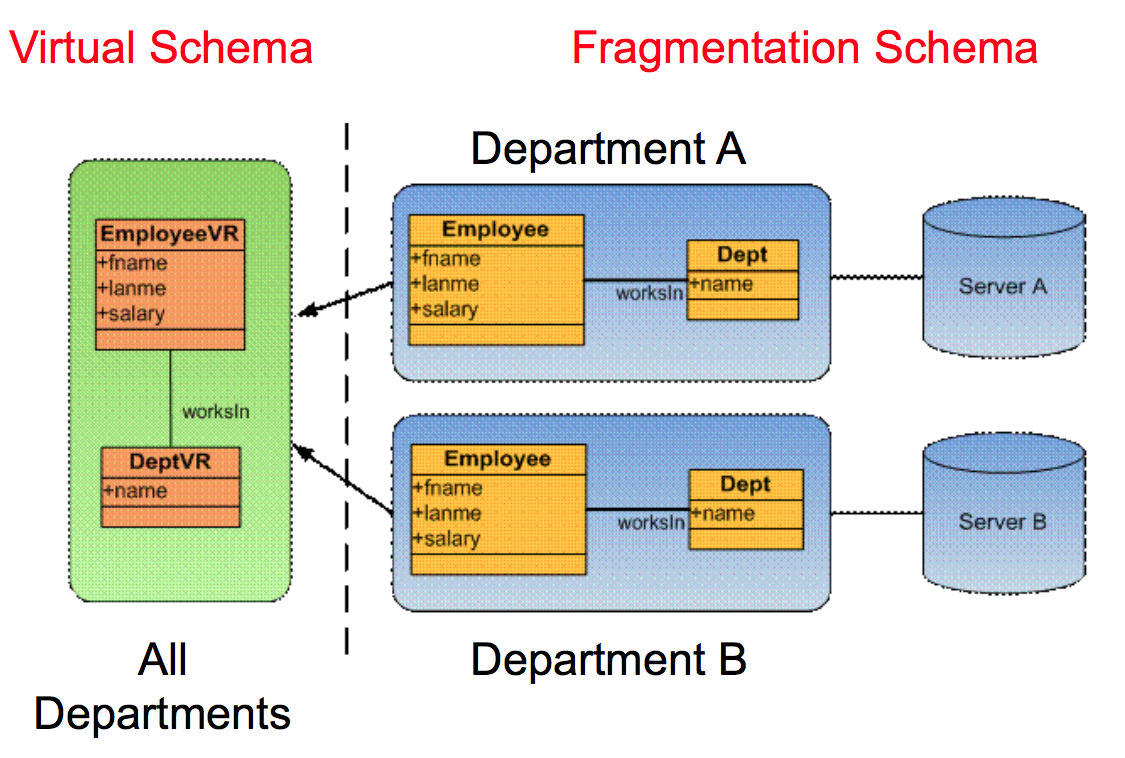 Virtual Schema
Fragmentation Schema
Department A
EmployeeVR
+fname
+lanme
+salary
worksIn
DeptVR
+name
All
Departments
Employee
+fname
+lanme
+salary
worksIn
Dept
+name
Server A
Employee
+fname
+lanme
+salary
worksIn
Dept
+name
Server B
Department B